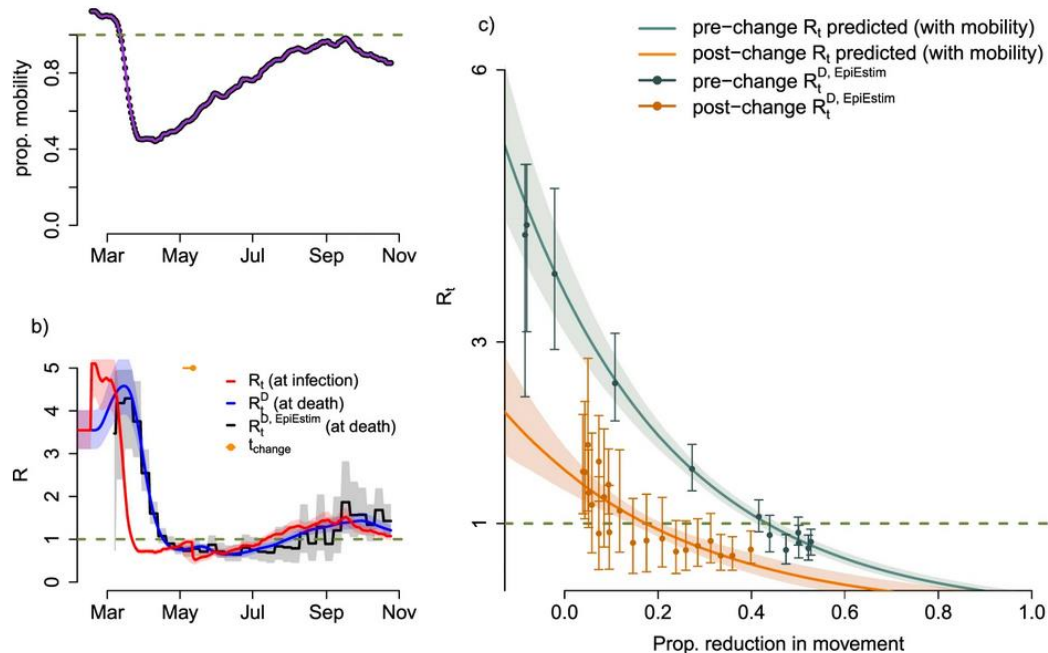 prop. mobility
0.8
0.4
0.0
Mar May Jul Sep Nov
b)
R
5
4
3
2
1
0
Rt (at infection)
RtD (at death)
RtD, EpiEstim (at death)
tchange
Mar May Jul Sep Nov
c)
pre−change Rt predicted (with mobility)
post−change Rt predicted (with mobility)
pre−change RtD, EpiEstim
post−change RtD, EpiEstim
Rt
6
3
1
0.0 0.2 0.4 0.6 0.8 1.0
Prop. reduction in movement